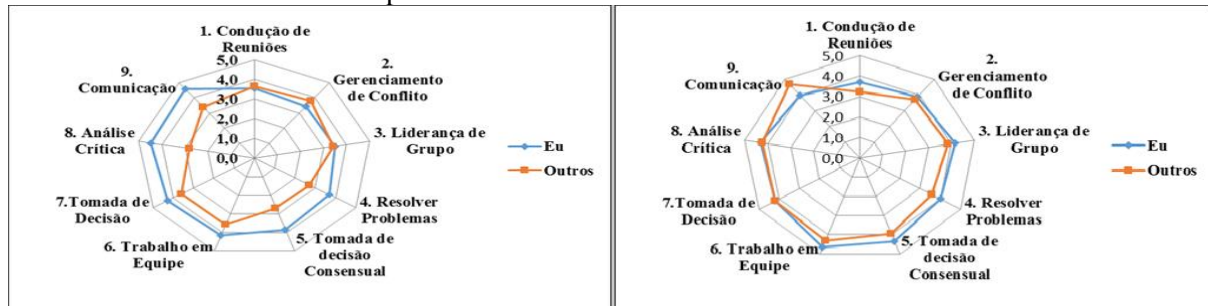 1. Condução de
Reuniões
5,0
4,0
3,0
2,0
1,0
0,0
2.
Gerenciamento
de Conflito
3. Liderança de
Grupo
4. Resolver
Problemas
5. Tomada de
decisão
Consensual
6. Trabalho em
Equipe
7.Tomada de
Decisão
8. Análise
Crítica
9.
Comunicação
Eu
Outros
1. Condução de
Reuniões
5,0
4,0
3,0
2,0
1,0
0,0
2.
Gerenciamento
de Conflito
3. Liderança de
Grupo
4. Resolver
Problemas
5. Tomada de
decisão
Consensual
6. Trabalho em
Equipe
7.Tomada de
Decisão
8. Análise
Crítica
9.
Comunicação
Eu
Outros